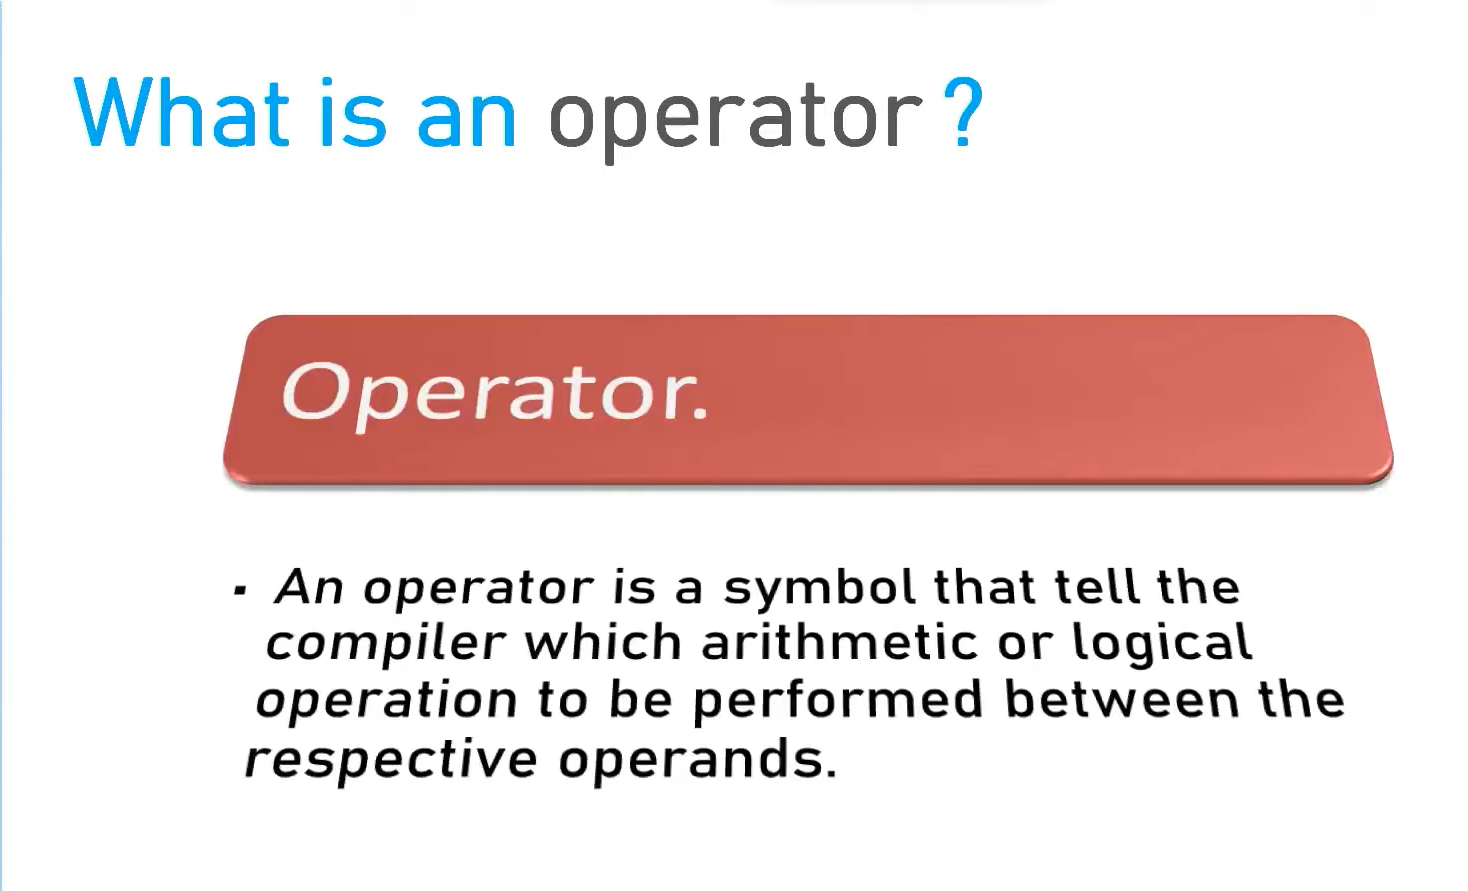 What is an operator ?
Operator.
▪ An operator is a symbol that tell the
compiler which arithmetic or logical
operation to be performed between the
respective operands.